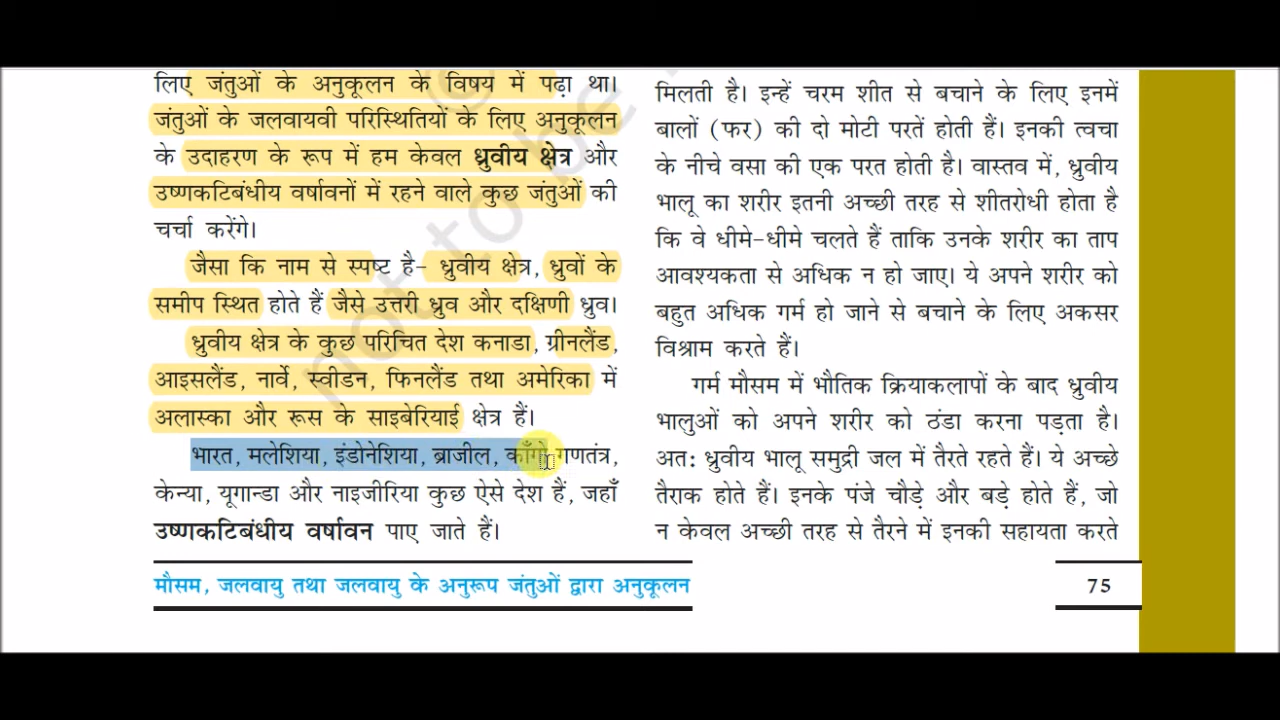 लिए जंतुओं के अनुकूलन के विषय में पढ़ा था।
जंतुओं के जलवायवी परिस्थितियों के लिए अनुकूलन
के उदाहरण के रूप में हम केवल ध्रुवीय क्षेत्र और
उष्णकटिबंधीय वर्षावनों में रहने वाले कुछ जंतुओं की
चर्चा करेंगे।
जैसा कि नाम से स्पष्ट है- ध्रुवीय क्षेत्र, ध्रुवों के
समीप स्थित होते हैं जैसे उत्तरी ध्रुव और दक्षिणी ध्रुव।
ध्रुवीय क्षेत्र के कुछ परिचित देश कनाडा, ग्रीनलैंड,
आइसलैंड, नार्वे, स्वीडन, फिनलैंड तथा अमेरिका में
अलास्का और रूस के साइबेरियाई क्षेत्र हैं।
भारत, मलेशिया, इंडोनेशिया, ब्राजील, काँगो गणतंत्र,
केन्या, यूगान्डा और नाइजीरिया कुछ ऐसे देश हैं, जहाँ
उष्णकटिबंधीय वर्षावन पाए जाते हैं।
मिलती है। इन्हें चरम शीत से बचाने के लिए इनमें
बालों (फर) की दो मोटी परतें होती हैं। इनकी त्वचा
के नीचे वसा की एक परत होती है। वास्तव में, ध्रुवीय
भालू का शरीर इतनी अच्छी तरह से शीतरोधी होता है
कि वे धीमे-धीमे चलते हैं ताकि उनके शरीर का ताप
आवश्यकता से अधिक न हो जाए। ये अपने शरीर को
बहुत अधिक गर्म हो जाने से बचाने के लिए अकसर
विश्राम करते हैं।
गर्म मौसम में भौतिक क्रियाकलापों के बाद ध्रुवीय
भालुओं को अपने शरीर को ठंडा करना पड़ता है।
अत: ध्रुवीय भालू समुद्री जल में तैरते रहते हैं। ये अच्छे
तैराक होते हैं। इनके पंजे चौड़े और बड़े होते हैं, जो
न केवल अच्छी तरह से तैरने में इनकी सहायता करते
मौसम, जलवायु तथा जलवायु के अनुरूप जंतुओं द्वारा अनुकूलन
75
©
not to be